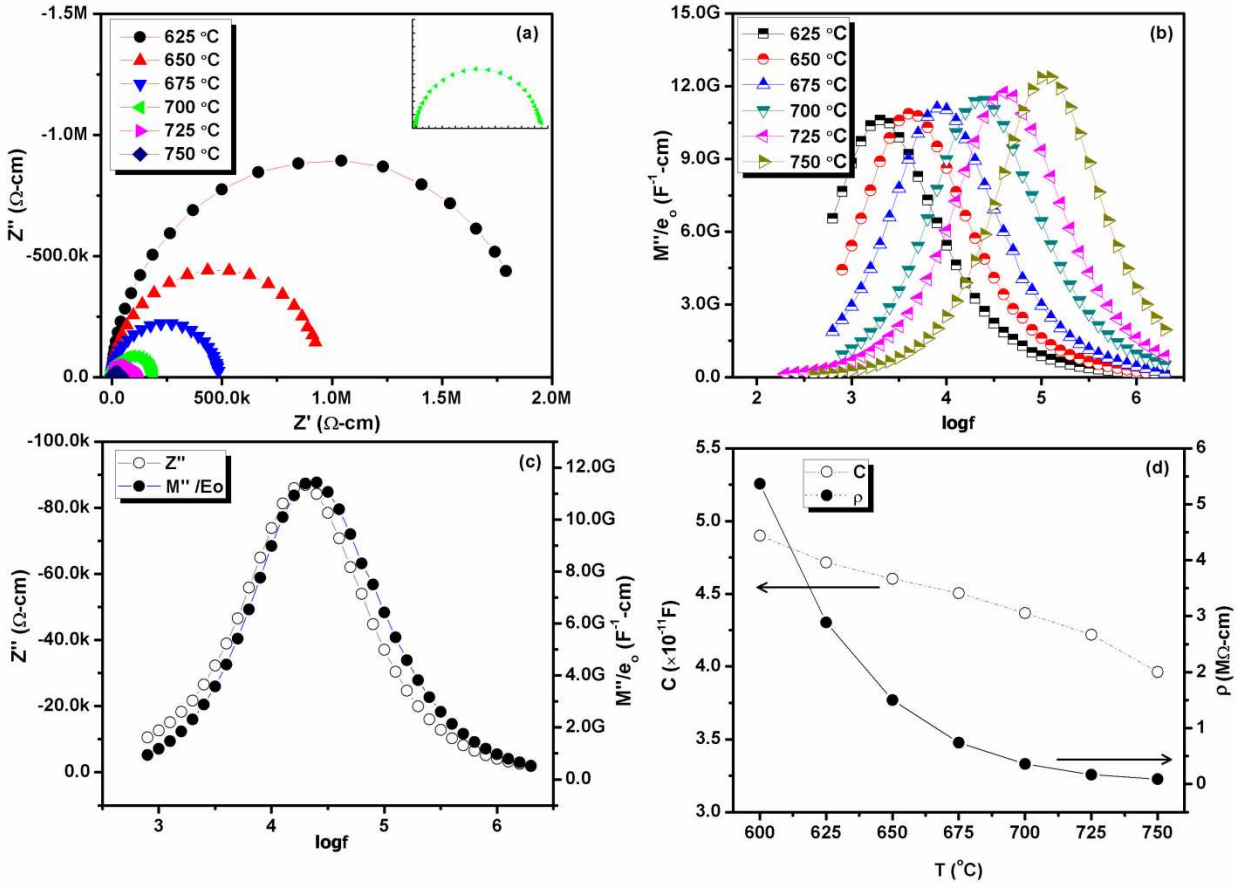 -1.5M
-1.0M
-500.0k
0.0
Z'' (Ω-cm)
625 °C
650 °C
675 °C
700 °C
725 °C
750 °C
(a)
0.0 500.0k 1.0M 1.5M 2.0M
Z' (Ω-cm)
15.0G
12.0G
9.0G
6.0G
3.0G
0.0
M''/eₒ (F⁻¹-cm)
625 °C
650 °C
675 °C
700 °C
725 °C
750 °C
(b)
2 3 4 5 6
logf
-100.0k
-80.0k
-60.0k
-40.0k
-20.0k
0.0
Z'' (Ω-cm)
Z''
M'' /Eo
(c)
12.0G
10.0G
8.0G
6.0G
4.0G
2.0G
0.0
M''/eₒ (F⁻¹-cm)
3 4 5 6
logf
5.5
5.0
4.5
4.0
3.5
3.0
C (×10⁻¹¹F)
C
ρ
(d)
6
5
4
3
2
1
0
ρ (MΩ-cm)
600 625 650 675 700 725 750
T (°C)